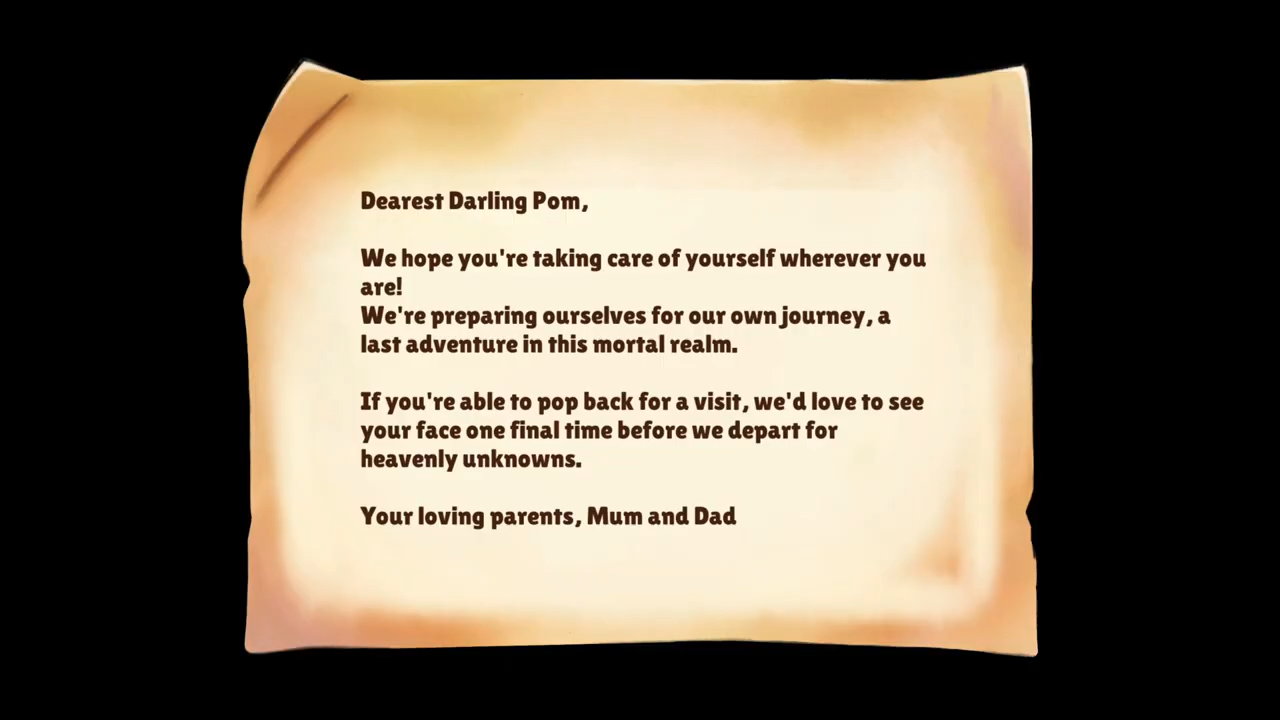 Dearest Darling Pom,
We hope you're taking care of yourself wherever you
are!
We're preparing ourselves for our own journey, a
last adventure in this mortal realm.
If you're able to pop back for a visit, we'd love to see
your face one final time before we depart for
heavenly unknowns.
Your loving parents, Mum and Dad